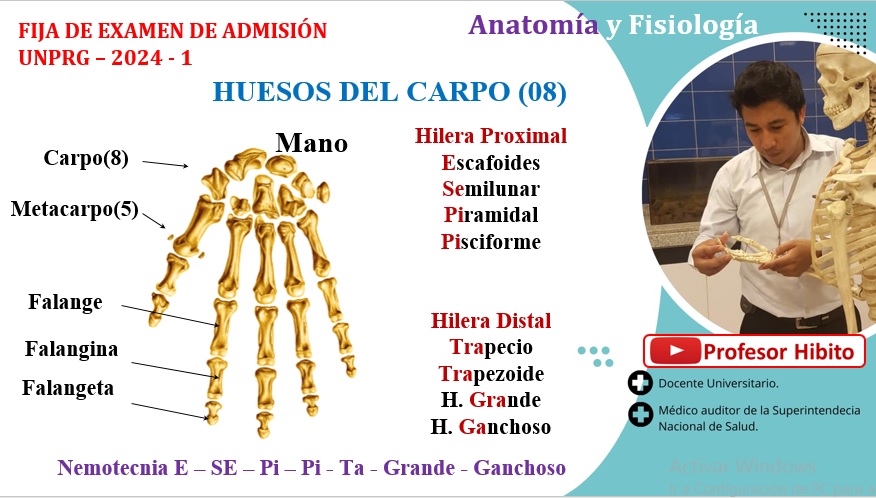 FIJA DE EXAMEN DE ADMISIÓN
UNPRG – 2024 - 1
Anatomía y Fisiología
HUESOS DEL CARPO (08)
Mano
Carpo(8)
Metacarpo(5)
Falange
Falangina
Falangeta
Hilera Proximal
Escafoides
Semilunar
Piramidal
Pisciforme
Hilera Distal
Trapecio
Trapezoide
H. Grande
H. Ganchoso
Nemotecnia E – SE – Pi – Pi - Ta - Grande - Ganchoso
Profesor Hibito
Docente Universitario.
Médico auditor de la Superintendecia
Nacional de Salud.
Activar Windows